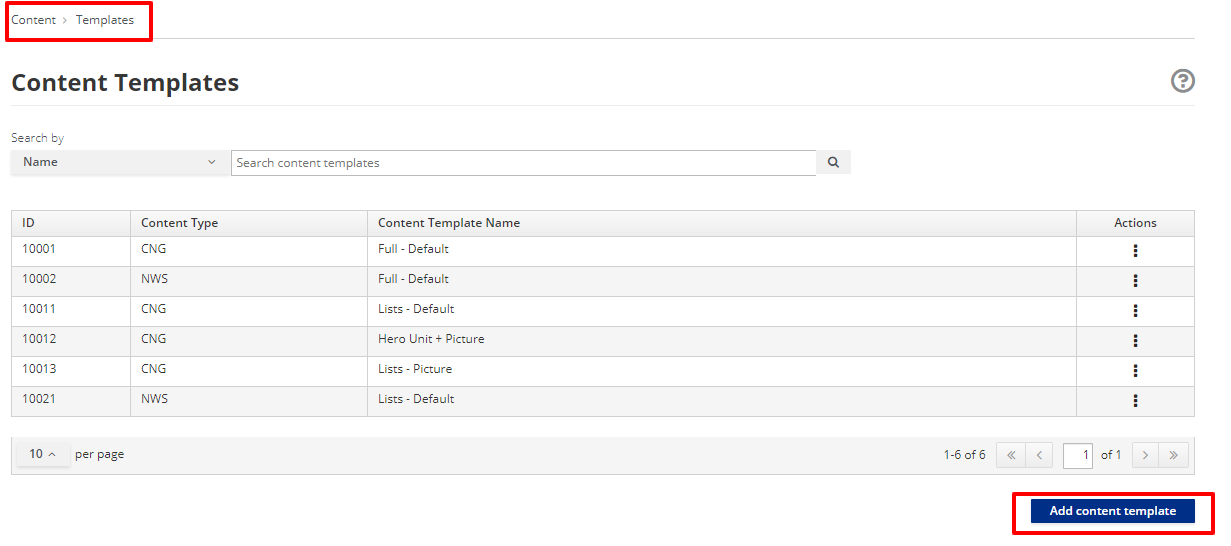 Content > Templates
Content Templates
Search by
Name
Search content templates
ID Content Type Content Template Name Actions
10001 CNG Full - Default
10002 NWS Full - Default
10011 CNG Lists - Default
10012 CNG Hero Unit + Picture
10013 CNG Lists - Picture
10021 NWS Lists - Default
10 per page 1-6 of 6 « < 1 of 1 > »
Add content template